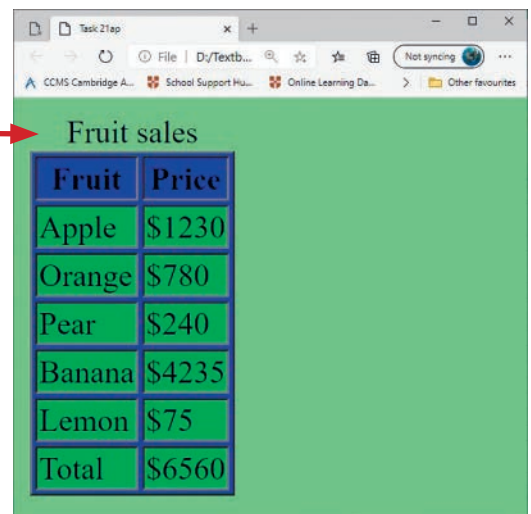 Task 21ap
File | D:/Textb...
Not syncing
CCMS Cambridge A...
School Support Hu...
Online Learning Da...
Other favourites
Fruit sales
Fruit Price
Apple $1230
Orange $780
Pear $240
Banana $4235
Lemon $75
Total $6560